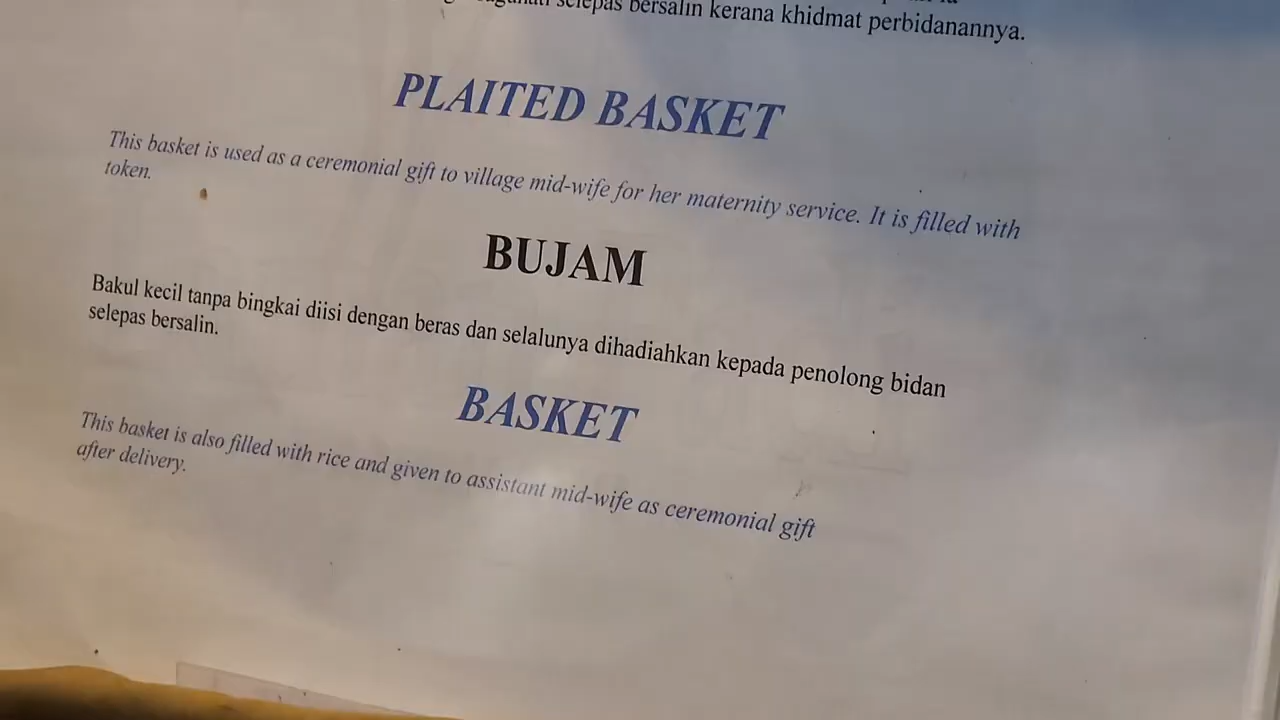 selepas bersalin kerana khidmat perbidanannya.
PLAITED BASKET
This basket is used as a ceremonial gift to village mid-wife for her maternity service. It is filled with
token.
BUJAM
Bakul kecil tanpa bingkai diisi dengan beras dan selalunya dihadiahkan kepada penolong bidan
selepas bersalin.
BASKET
This basket is also filled with rice and given to assistant mid-wife as ceremonial gift
after delivery.